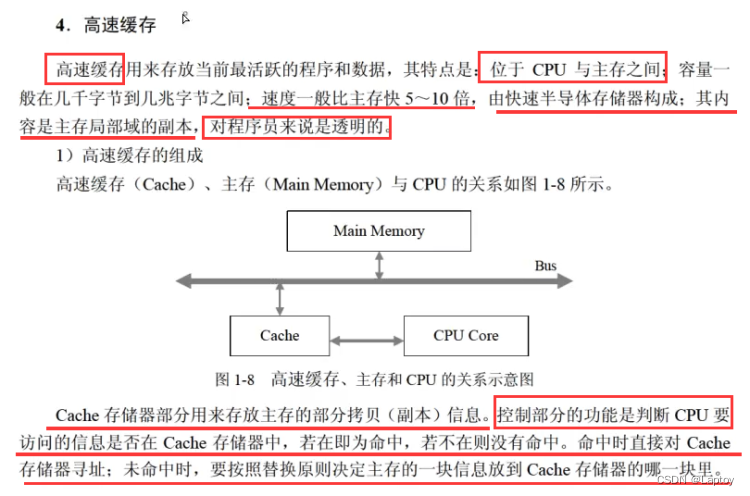 4．高速缓存
高速缓存用来存放当前最活跃的程序和数据，其特点是：位于 CPU 与主存之间；容量一
般在几千字节到几兆字节之间；速度一般比主存快 5～10 倍，由快速半导体存储器构成；其内
容是主存局部域的副本，对程序员来说是透明的。
1）高速缓存的组成
高速缓存（Cache）、主存（Main Memory）与 CPU 的关系如图 1-8 所示。
Main Memory
Bus
Cache
CPU Core
图 1-8 高速缓存、主存和 CPU 的关系示意图
Cache 存储器部分用来存放主存的部分拷贝（副本）信息。控制部分的功能是判断 CPU 要
访问的信息是否在 Cache 存储器中，若在即为命中，若不在则没有命中。命中时直接对 Cache
存储器寻址；未命中时，要按照替换原则决定主存的一块信息放到 Cache 存储器的哪一块里。
CSDN @Laptoy